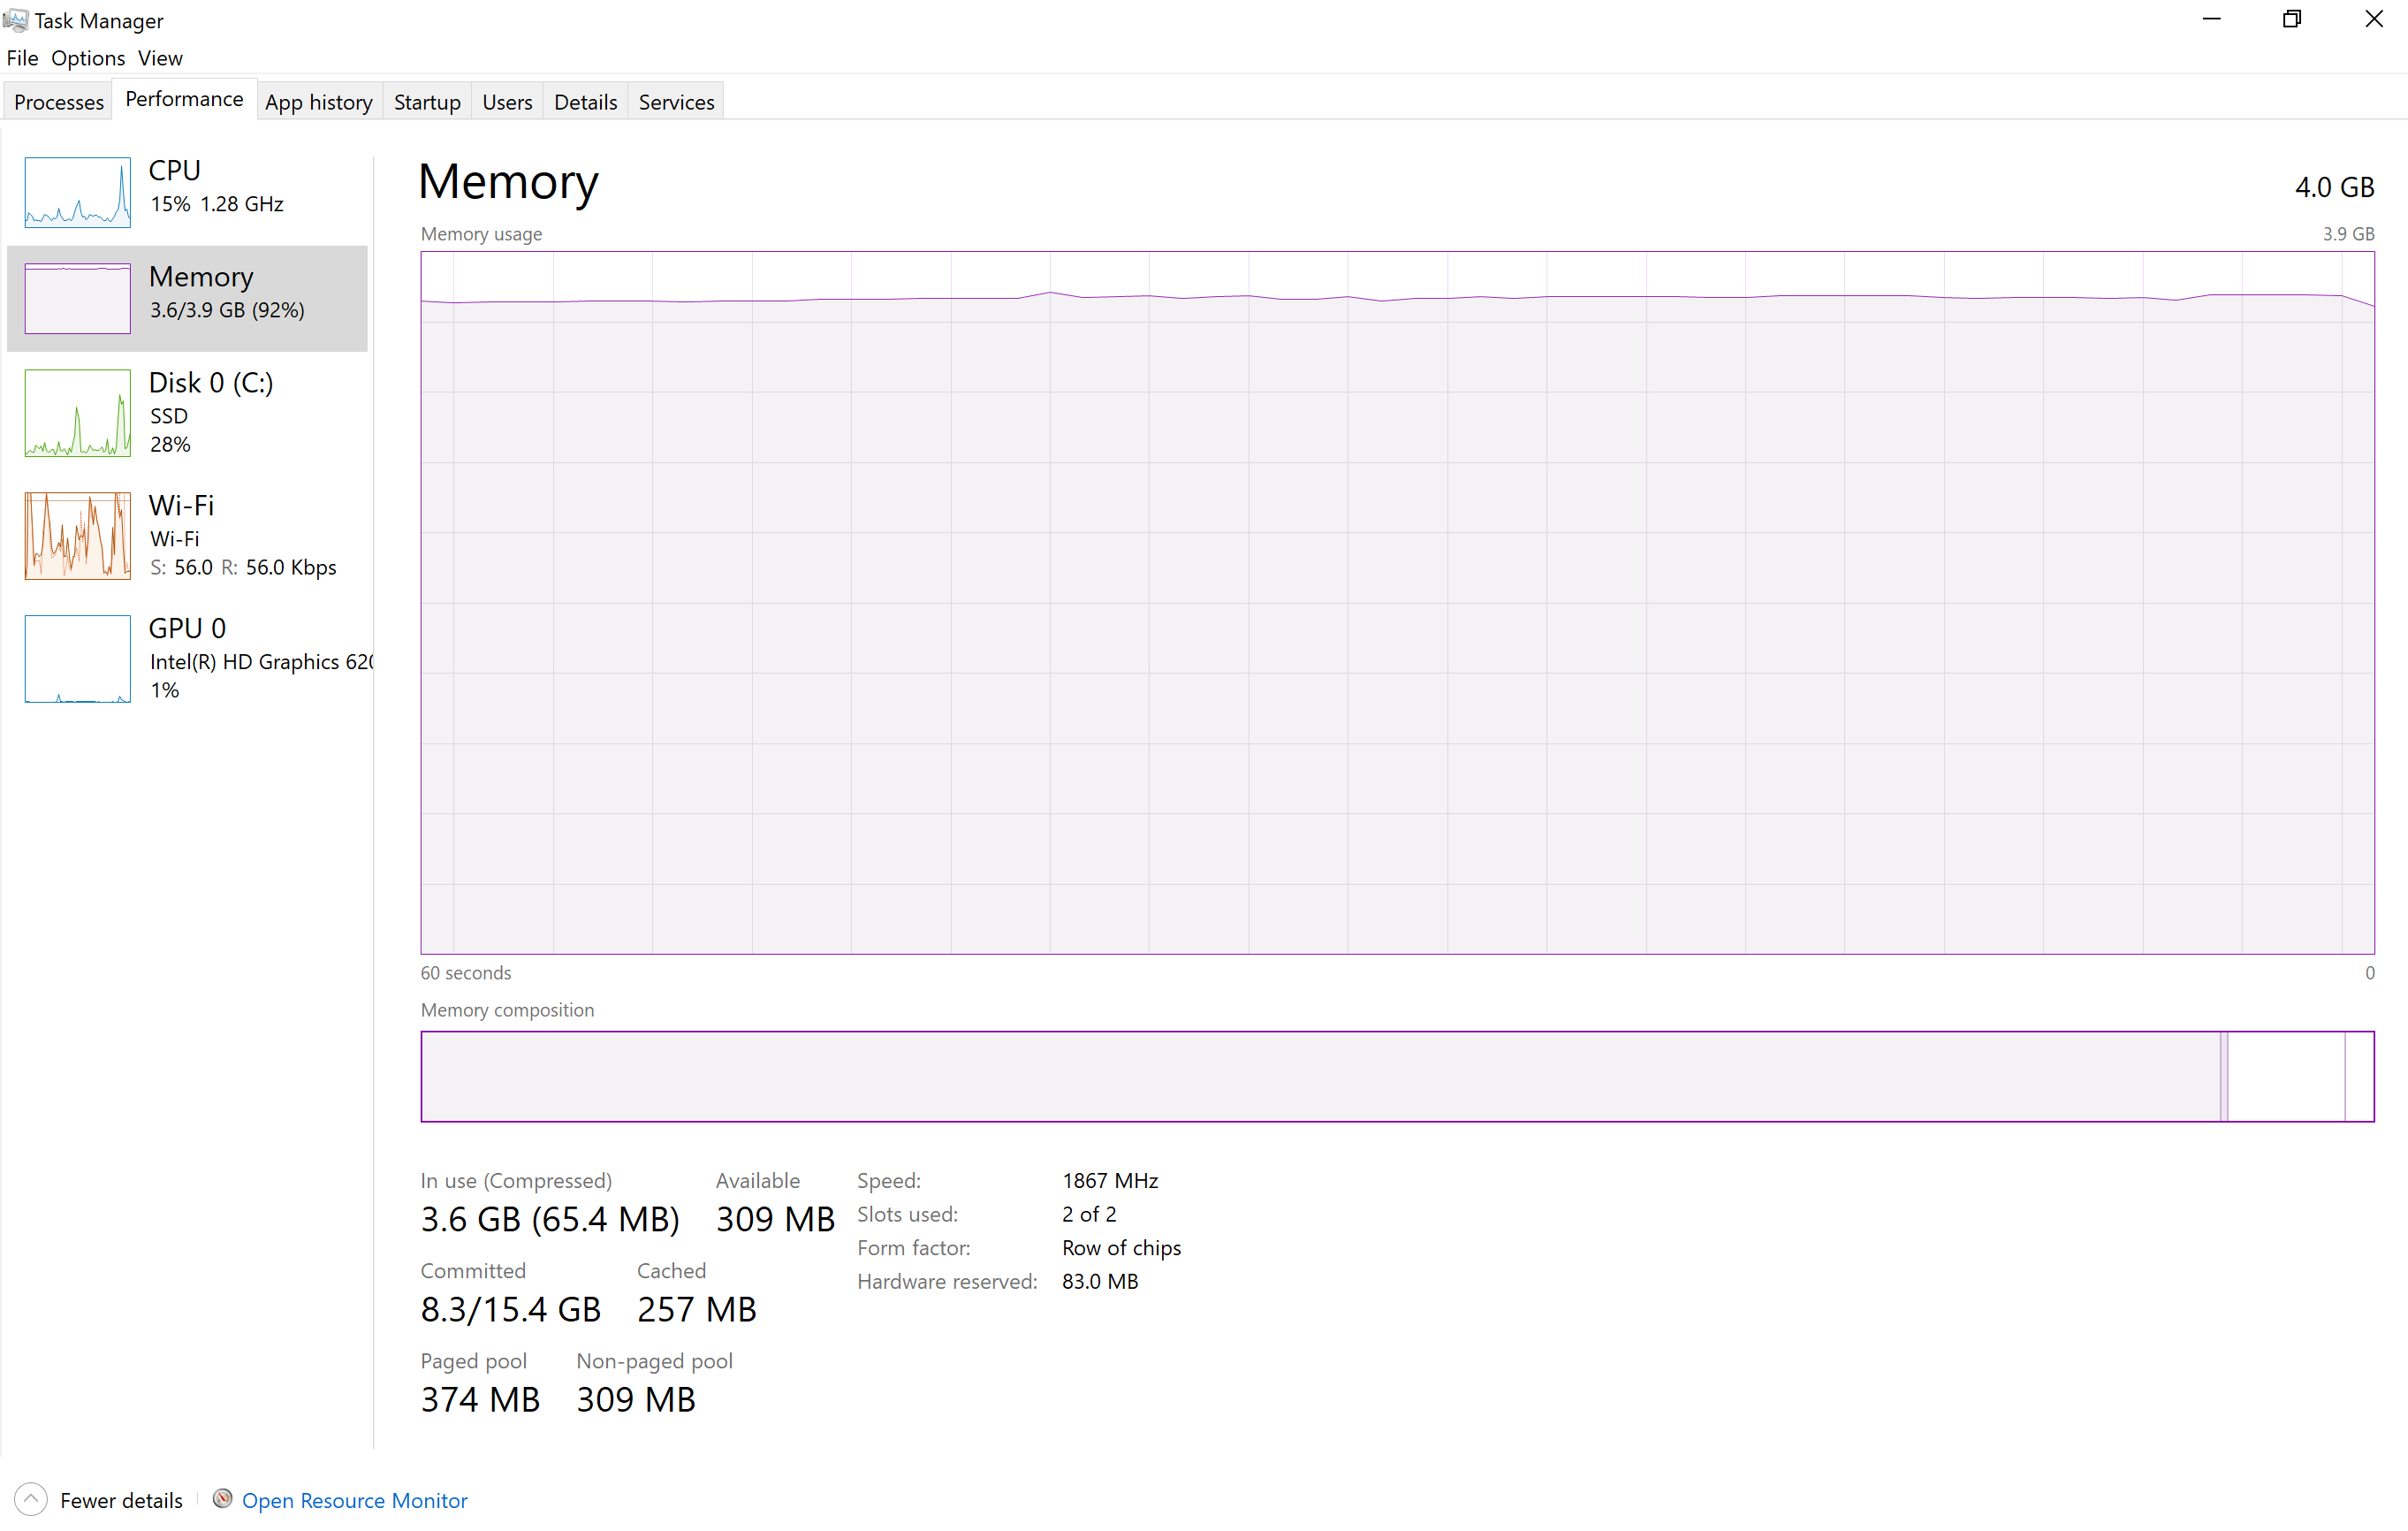 Task Manager
File Options View
Processes Performance App history Startup Users Details Services
CPU
15% 1.28 GHz
Memory
3.6/3.9 GB (92%)
Disk 0 (C:)
SSD
28%
Wi-Fi
Wi-Fi
S: 56.0 R: 56.0 Kbps
GPU 0
Intel(R) HD Graphics 620
1%
Memory 4.0 GB
Memory usage 3.9 GB
60 seconds 0
Memory composition
In use (Compressed) Available
3.6 GB (65.4 MB) 309 MB
Committed Cached
8.3/15.4 GB 257 MB
Paged pool Non-paged pool
374 MB 309 MB
Speed: 1867 MHz
Slots used: 2 of 2
Form factor: Row of chips
Hardware reserved: 83.0 MB
Fewer details Open Resource Monitor